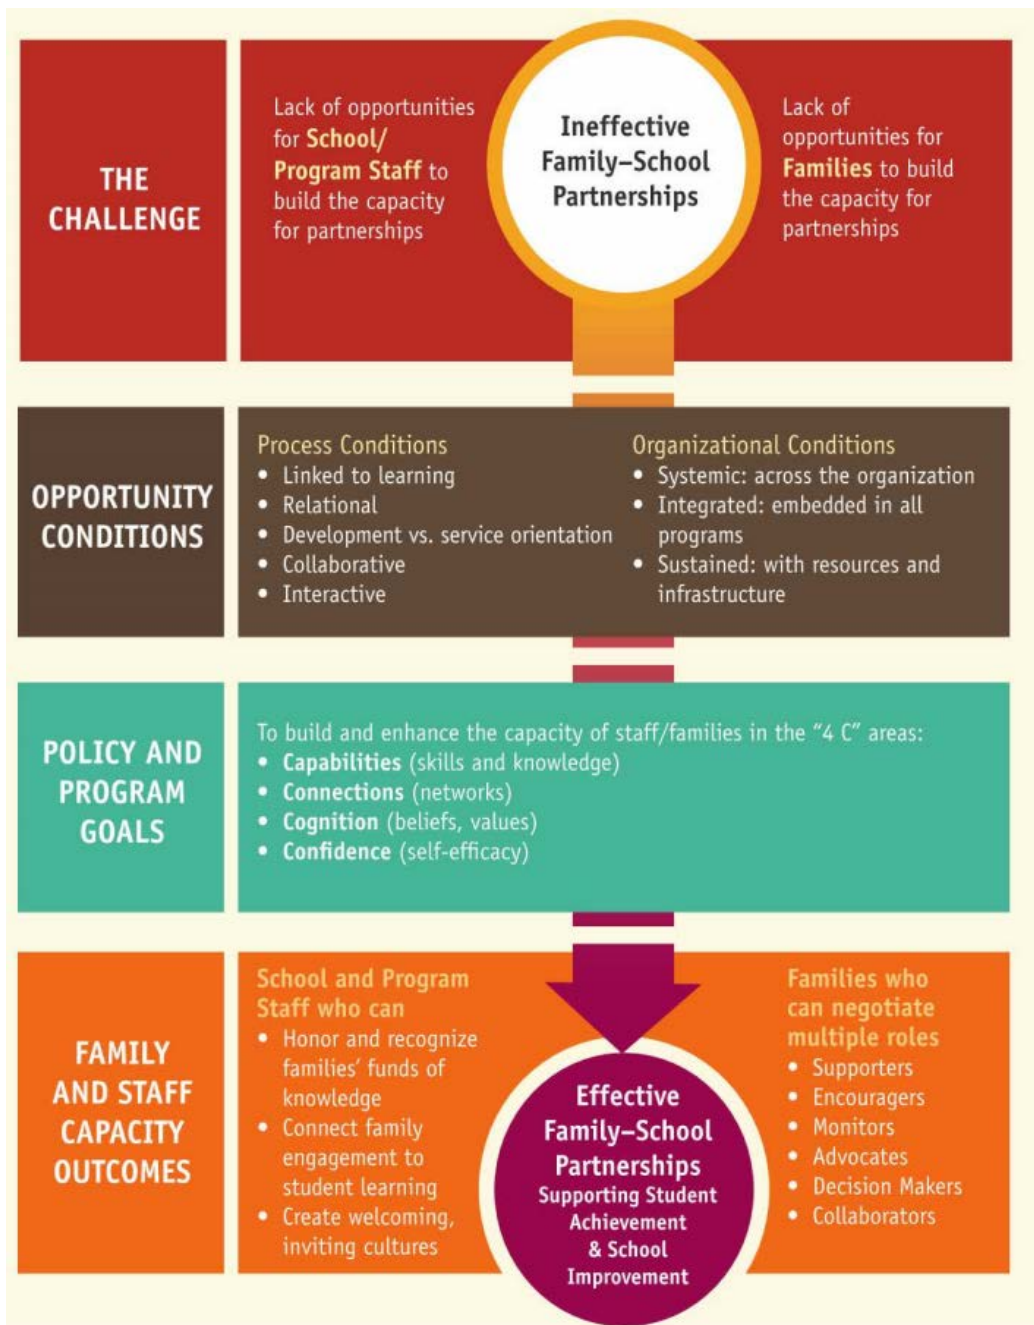 THE
CHALLENGE
Lack of opportunities
for School/
Program Staff to
build the capacity
for partnerships
Ineffective
Family–School
Partnerships
Lack of
opportunities for
Families to build
the capacity for
partnerships
OPPORTUNITY
CONDITIONS
Process Conditions
• Linked to learning
• Relational
• Development vs. service orientation
• Collaborative
• Interactive
Organizational Conditions
• Systemic: across the organization
• Integrated: embedded in all
programs
• Sustained: with resources and
infrastructure
POLICY AND
PROGRAM
GOALS
To build and enhance the capacity of staff/families in the “4 C” areas:
• Capabilities (skills and knowledge)
• Connections (networks)
• Cognition (beliefs, values)
• Confidence (self-efficacy)
FAMILY
AND STAFF
CAPACITY
OUTCOMES
School and Program
Staff who can
• Honor and recognize
families’ funds of
knowledge
• Connect family
engagement to
student learning
• Create welcoming,
inviting cultures
Effective
Family–School
Partnerships
Supporting Student
Achievement
& School
Improvement
Families who
can negotiate
multiple roles
• Supporters
• Encouragers
• Monitors
• Advocates
• Decision Makers
• Collaborators